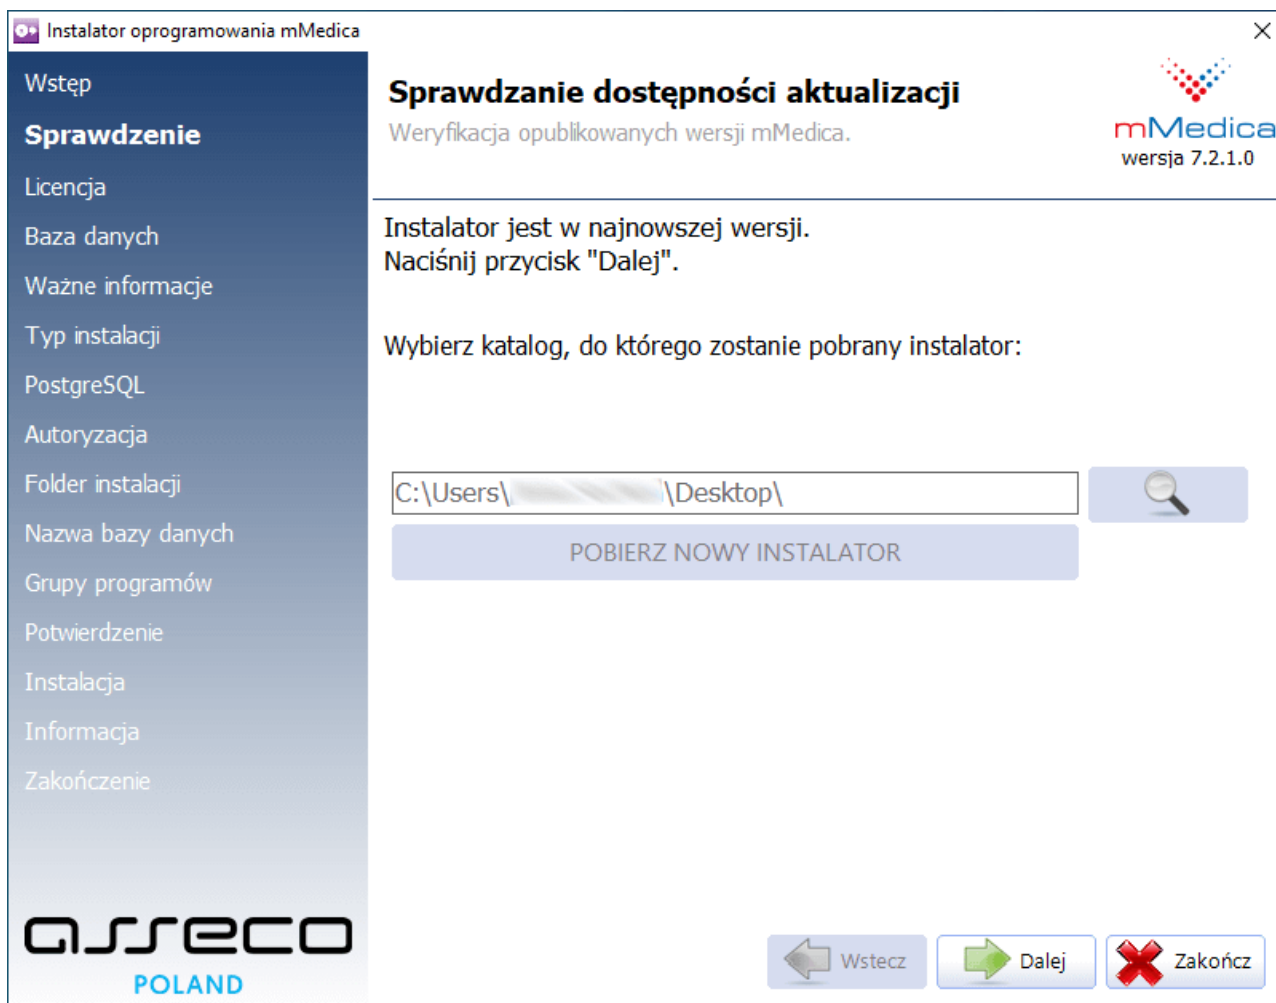 Instalator oprogramowania mMedica
Wstęp
Sprawdzenie
Licencja
Baza danych
Ważne informacje
Typ instalacji
PostgreSQL
Autoryzacja
Folder instalacji
Nazwa bazy danych
Grupy programów
Potwierdzenie
Instalacja
Informacja
Zakończenie
asseco
POLAND
Sprawdzanie dostępności aktualizacji
Weryfikacja opublikowanych wersji mMedica.
mMedica
wersja 7.2.1.0
Instalator jest w najnowszej wersji.
Naciśnij przycisk "Dalej".
Wybierz katalog, do którego zostanie pobrany instalator:
C:\Users\ \Desktop\
POBIERZ NOWY INSTALATOR
Wstecz
Dalej
Zakończ